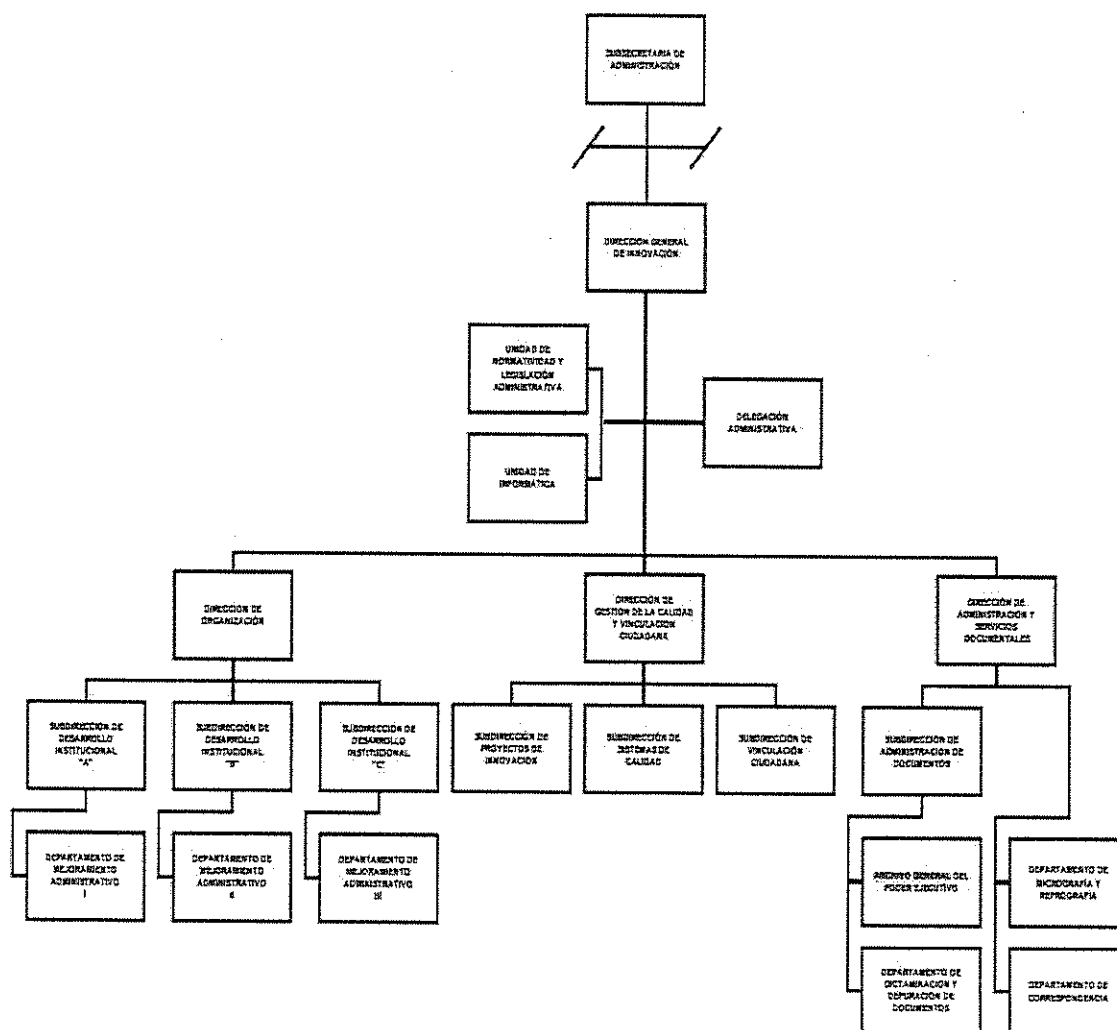 SUBSECRETARÍA DE
ADMINISTRACIÓN
DIRECCIÓN GENERAL
DE INNOVACIÓN
UNIDAD DE
NORMATIVIDAD Y
LEGISLACIÓN
ADMINISTRATIVA
DELEGACIÓN
ADMINISTRATIVA
UNIDAD DE
INFORMÁTICA
DIRECCIÓN DE
ORGANIZACIÓN
DIRECCIÓN DE
GESTIÓN DE LA CALIDAD
Y VINCULACIÓN
CIUDADANA
DIRECCIÓN DE
ADMINISTRACIÓN Y
SERVICIOS
DOCUMENTALES
SUBDIRECCIÓN DE
DESARROLLO
INSTITUCIONAL
"A"
SUBDIRECCIÓN DE
DESARROLLO
INSTITUCIONAL
"B"
SUBDIRECCIÓN DE
DESARROLLO
INSTITUCIONAL "C"
SUBDIRECCIÓN DE
PROYECTOS DE
INNOVACIÓN
SUBDIRECCIÓN DE
SISTEMAS DE
CALIDAD
SUBDIRECCIÓN DE
VINCULACIÓN
CIUDADANA
SUBDIRECCIÓN DE
ADMINISTRACIÓN DE
DOCUMENTOS
DEPARTAMENTO DE
MEJORAMIENTO
ADMINISTRATIVO
I
DEPARTAMENTO DE
MEJORAMIENTO
ADMINISTRATIVO
DEPARTAMENTO DE
MEJORAMIENTO
ADMINISTRATIVO III
ARCHIVO GENERAL DEL
PODER EJECUTIVO
DEPARTAMENTO DE
MICROGRAFÍA Y
REPROGRAFÍA
DEPARTAMENTO DE
DICTAMINACIÓN Y
DEPURACIÓN DE
DOCUMENTOS
DEPARTAMENTO DE
CORRESPONDENCIA